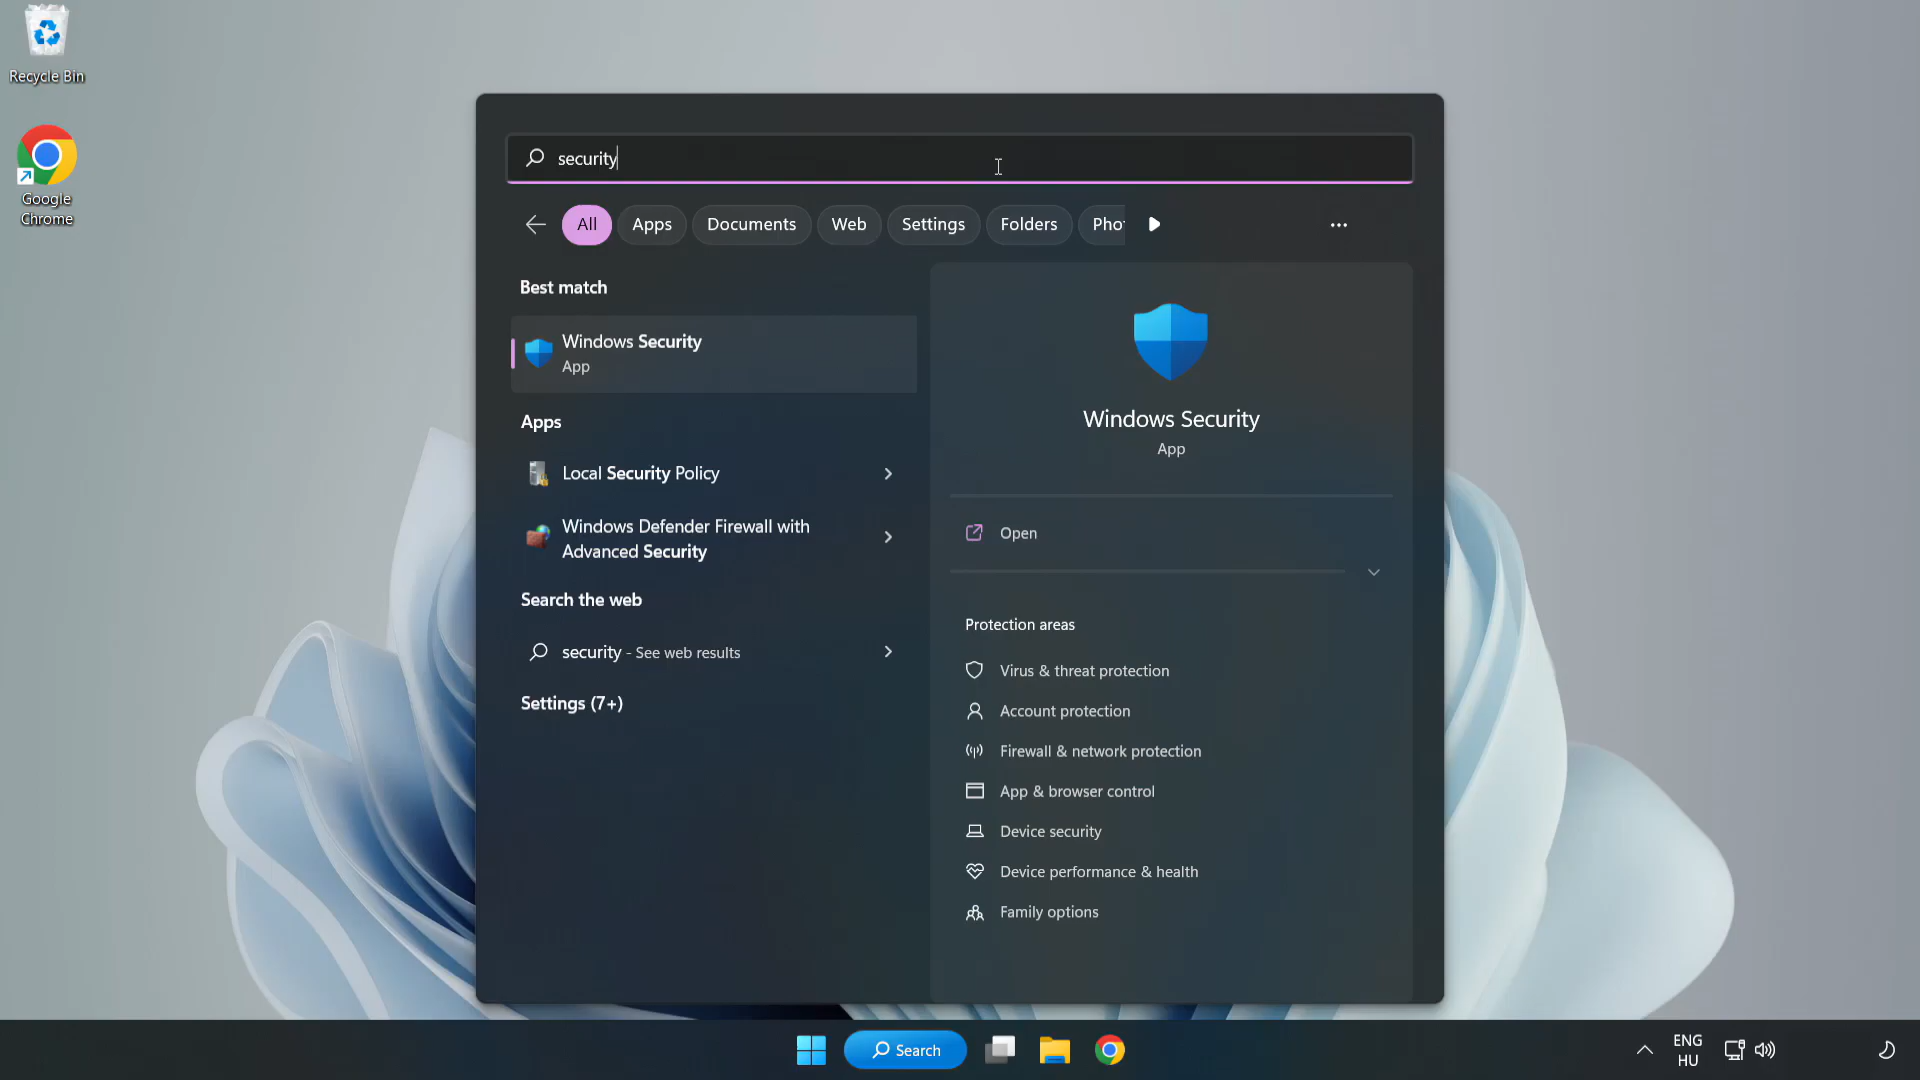 Recycle Bin
Google
Chrome
security
All
Apps
Documents
Web
Settings
Folders
Pho
Best match
Windows Security
App
Apps
Local Security Policy
Windows Defender Firewall with
Advanced Security
Search the web
security - See web results
Settings (7+)
Windows Security
App
Open
Protection areas
Virus & threat protection
Account protection
Firewall & network protection
App & browser control
Device security
Device performance & health
Family options
Search
ENG
HU